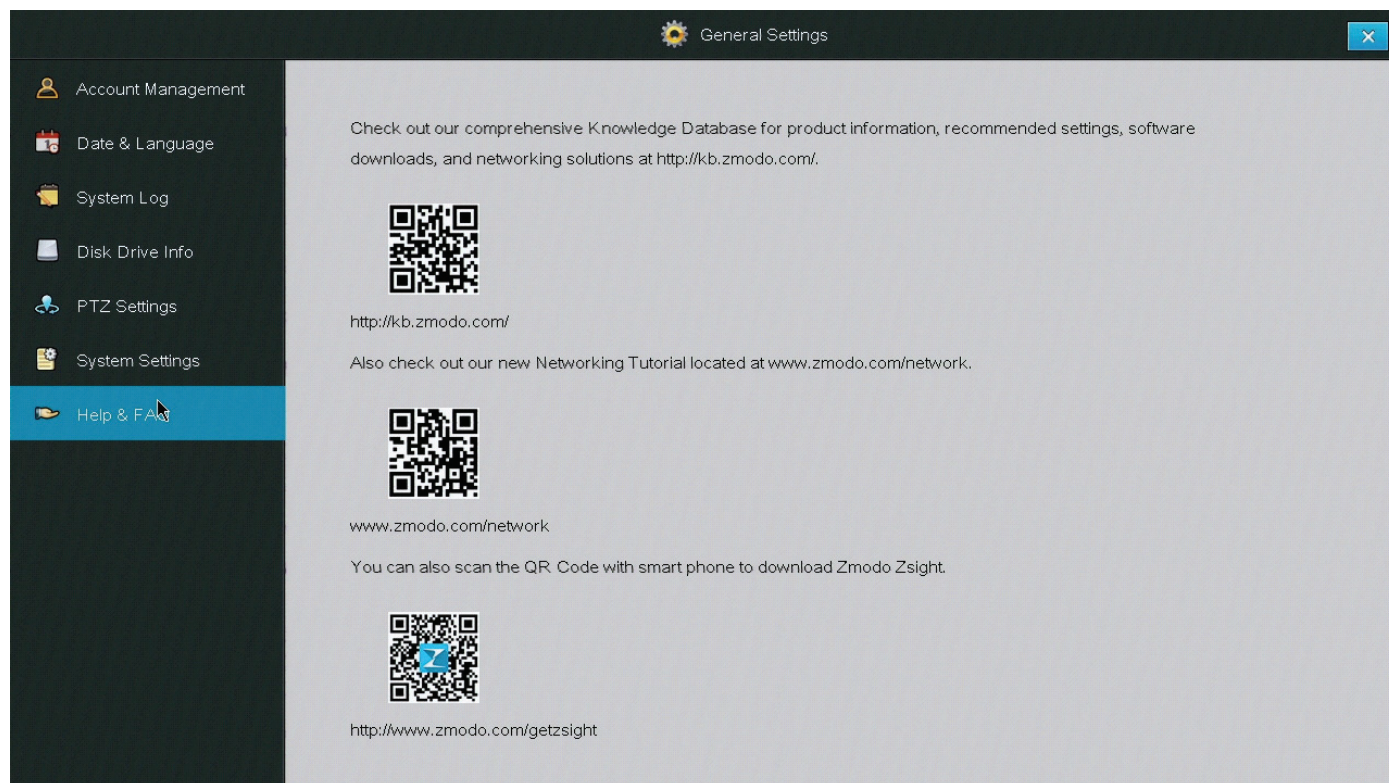 General Settings
Account Management
Date & Language
System Log
Disk Drive Info
PTZ Settings
System Settings
Help & FAQ
Check out our comprehensive Knowledge Database for product information, recommended settings, software
downloads, and networking solutions at http://kb.zmodo.com/.
http://kb.zmodo.com/
Also check out our new Networking Tutorial located at www.zmodo.com/network.
www.zmodo.com/network
You can also scan the QR Code with smart phone to download Zmodo Zsight.
http://www.zmodo.com/getzsight